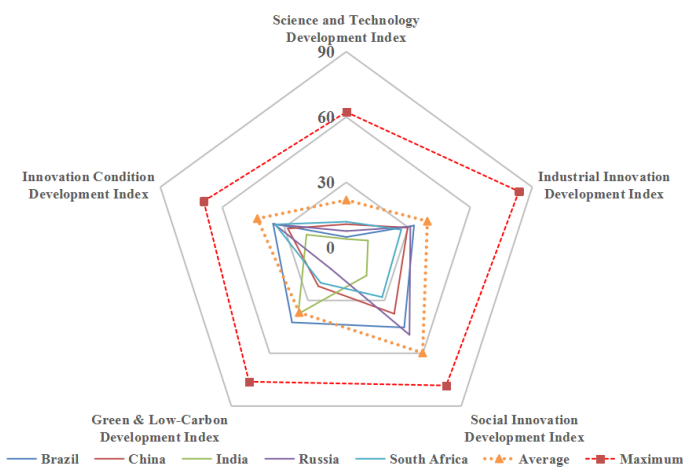 Science and Technology
Development Index
90
60
30
0
Innovation Condition
Development Index
Industrial Innovation
Development Index
Green & Low-Carbon
Development Index
Social Innovation
Development Index
Brazil China India Russia South Africa Average Maximum